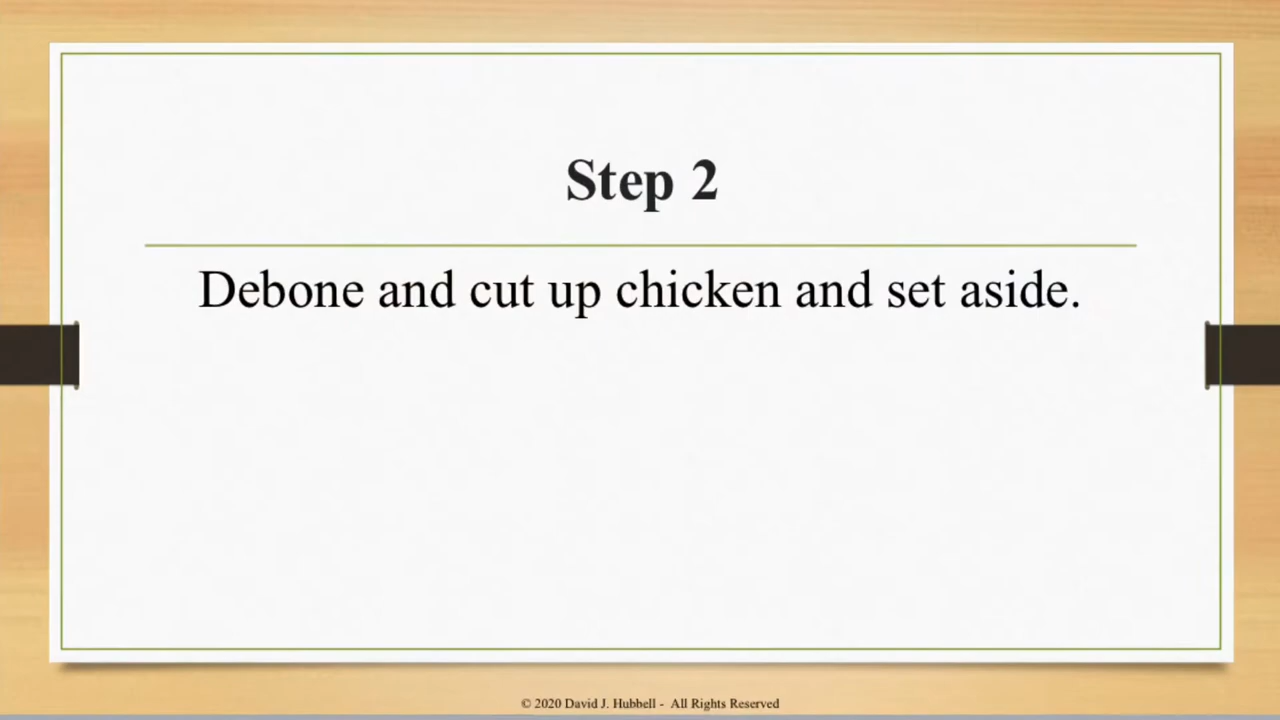 Step 2
Debone and cut up chicken and set aside.
© 2020 David J. Hubbell - All Rights Reserved